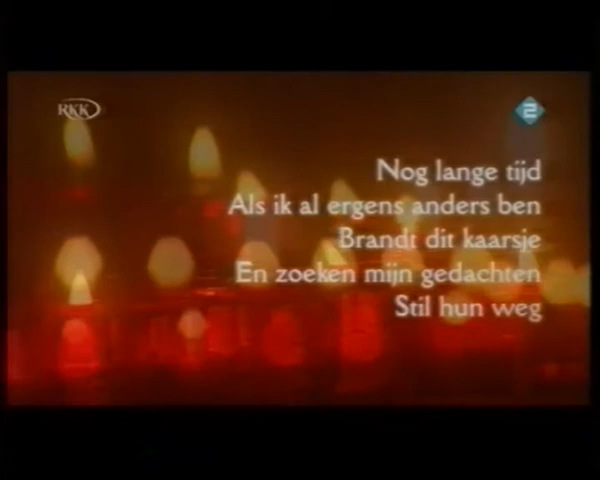 RKK
2
Nog lange tijd
Als ik al ergens anders ben
Brandt dit kaarsje
En zoeken mijn gedachten
Stil hun weg